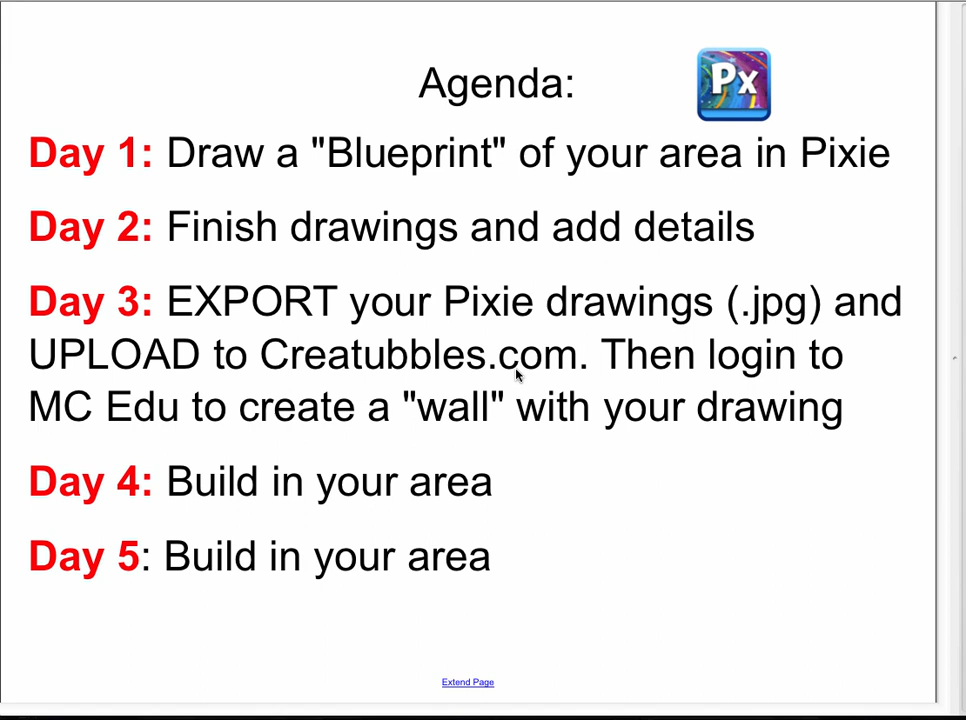 Agenda:
Px
Day 1: Draw a "Blueprint" of your area in Pixie
Day 2: Finish drawings and add details
Day 3: EXPORT your Pixie drawings (.jpg) and
UPLOAD to Creatubbles.com. Then login to
MC Edu to create a "wall" with your drawing
Day 4: Build in your area
Day 5: Build in your area
Extend Page